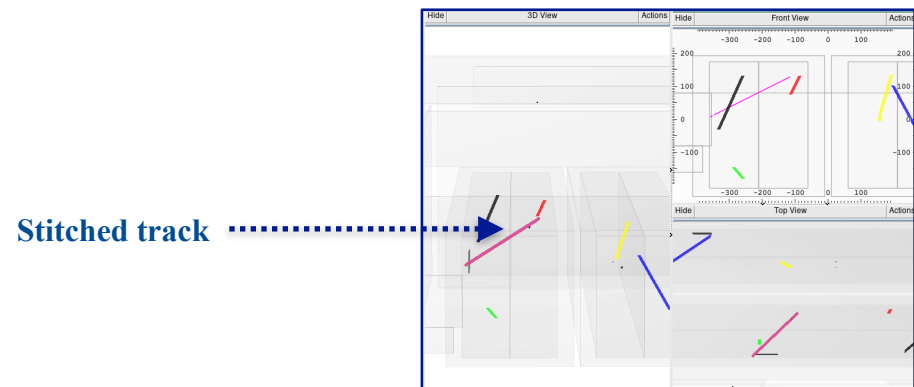 Hide 3D View Actions
Hide Front View Actions
-300 -200 -100 0 100
200 200
100 100
0 0
-100 -100
-300 -200 -100 0 100
Hide Top View Actions
Stitched track